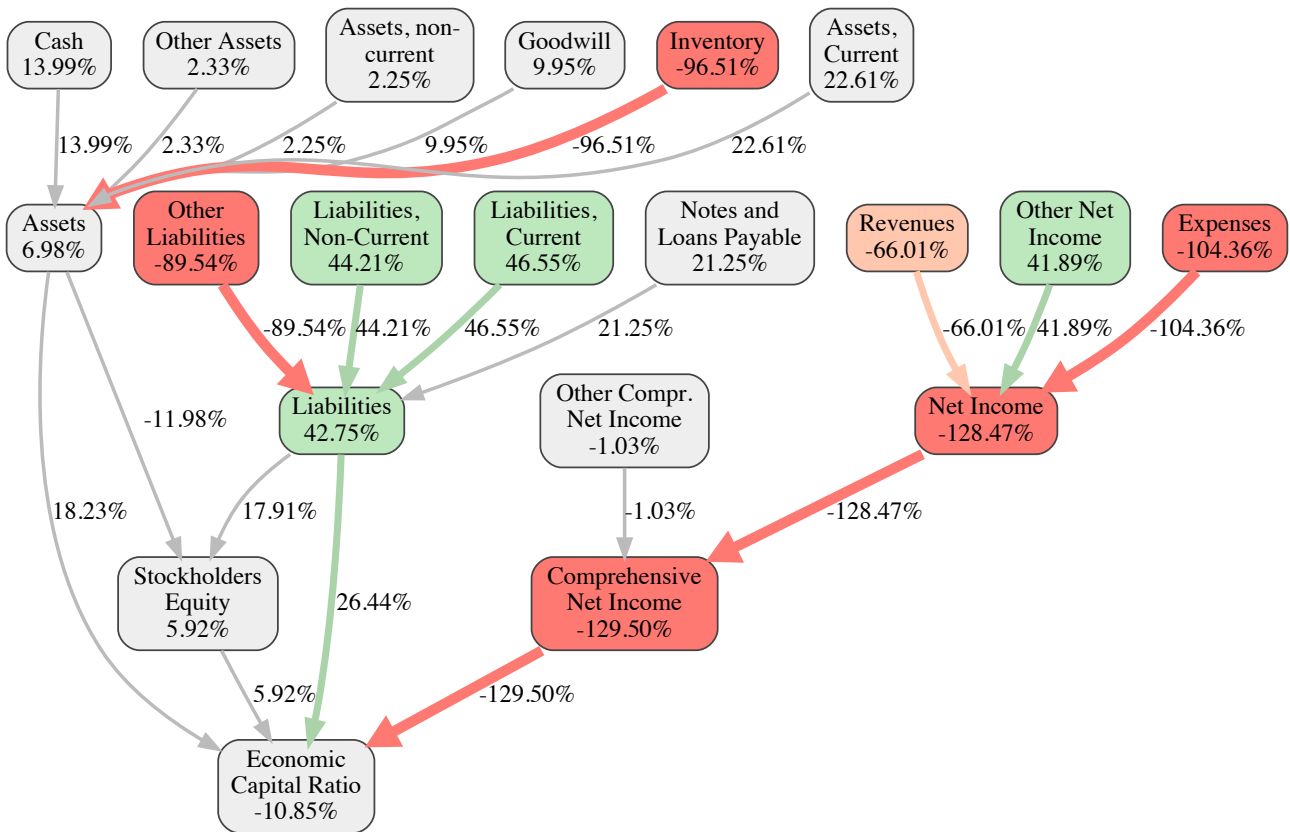 Cash
13.99%
Other Assets
2.33%
Assets, non-
current
2.25%
Goodwill
9.95%
Inventory
-96.51%
Assets,
Current
22.61%
13.99%
2.33%
2.25%
9.95%
-96.51%
22.61%
Assets
6.98%
Other
Liabilities
-89.54%
Liabilities,
Non-Current
44.21%
Liabilities,
Current
46.55%
Notes and
Loans Payable
21.25%
Revenues
-66.01%
Other Net
Income
41.89%
Expenses
-104.36%
-89.54%
44.21%
46.55%
21.25%
-66.01%
41.89%
-104.36%
Liabilities
42.75%
Other Compr.
Net Income
-1.03%
Net Income
-128.47%
-11.98%
18.23%
17.91%
-1.03%
-128.47%
Stockholders
Equity
5.92%
26.44%
Comprehensive
Net Income
-129.50%
5.92%
-129.50%
Economic
Capital Ratio
-10.85%